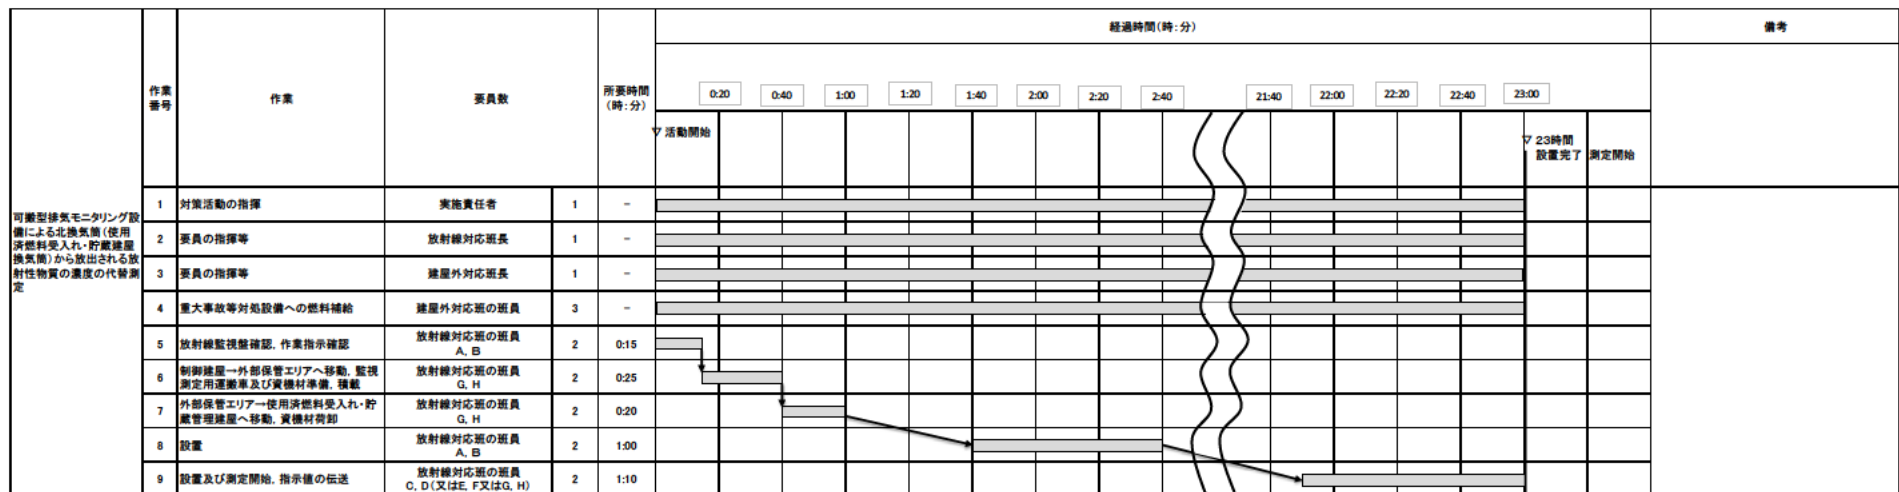 経過時間(時:分)
備考
作業
番号
作業
要員数
所要時間
(時:分)
0:20
0:40
1:00
1:20
1:40
2:00
2:20
2:40
21:40
22:00
22:20
22:40
23:00
▽ 活動開始
▽ 23時間
設置完了
測定開始
可搬型排気モニタリング設
備による北換気筒(使用
済燃料受入れ・貯蔵建屋
換気筒)から放出される放
射性物質の濃度の代替測
定
1
対策活動の指揮
実施責任者
1
－
2
要員の指揮等
放射線対応班長
1
－
3
要員の指揮等
建屋外対応班長
1
－
4
重大事故等対処設備への燃料補給
建屋外対応班の班員
3
－
5
放射線監視盤確認,作業指示確認
放射線対応班の班員
A, B
2
0:15
6
制御建屋→外部保管エリアへ移動,監視
測定用運搬車及び資機材準備,積載
放射線対応班の班員
G, H
2
0:25
7
外部保管エリア→使用済燃料受入れ・貯
蔵管理建屋へ移動,資機材荷卸
放射線対応班の班員
G, H
2
0:20
8
設置
放射線対応班の班員
A, B
2
1:00
9
設置及び測定開始,指示値の伝送
放射線対応班の班員
C, D(又はE, F又はG, H)
2
1:10